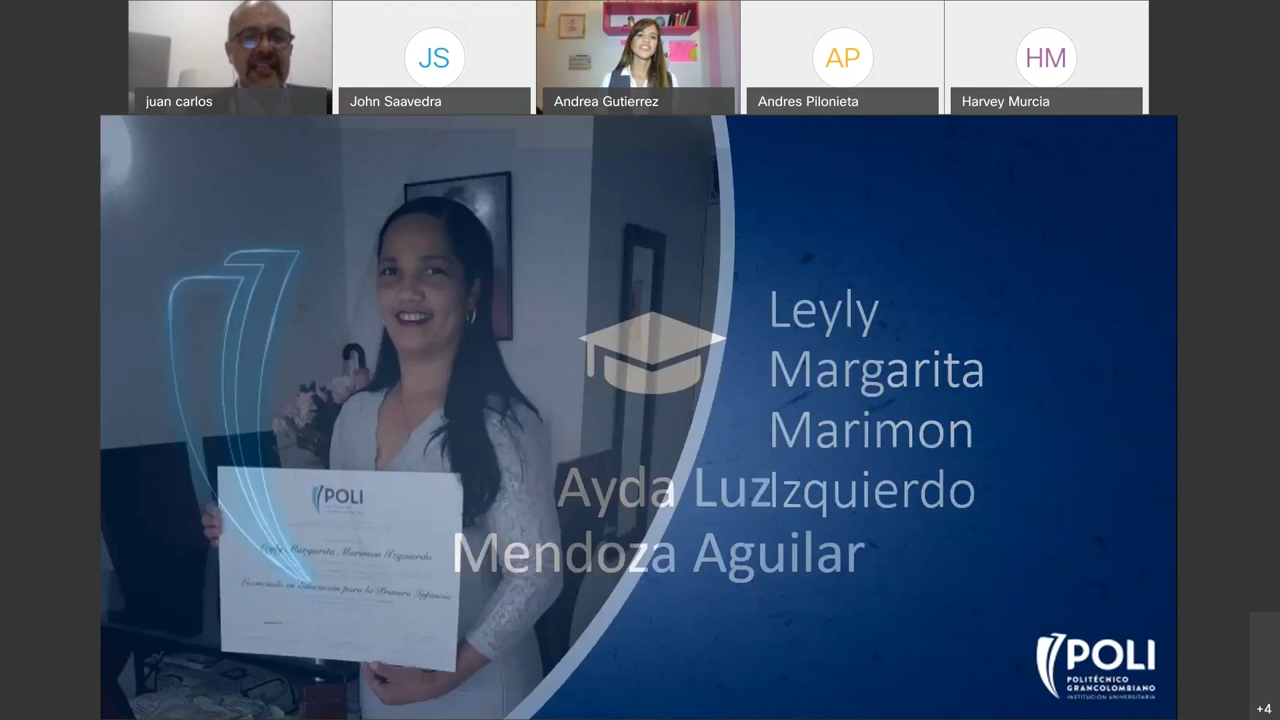 juan carlos
JS
John Saavedra
Andrea Gutierrez
AP
Andres Pilonieta
HM
Harvey Murcia
Leyly
Margarita
Marimon
Izquierdo
Ayda Luz
Mendoza Aguilar
POLI
Leyly Margarita Marimon Izquierdo
Licenciada en Educación para la Primera Infancia
POLI
POLITÉCNICO
GRANCOLOMBIANO
INSTITUCIÓN UNIVERSITARIA
+4